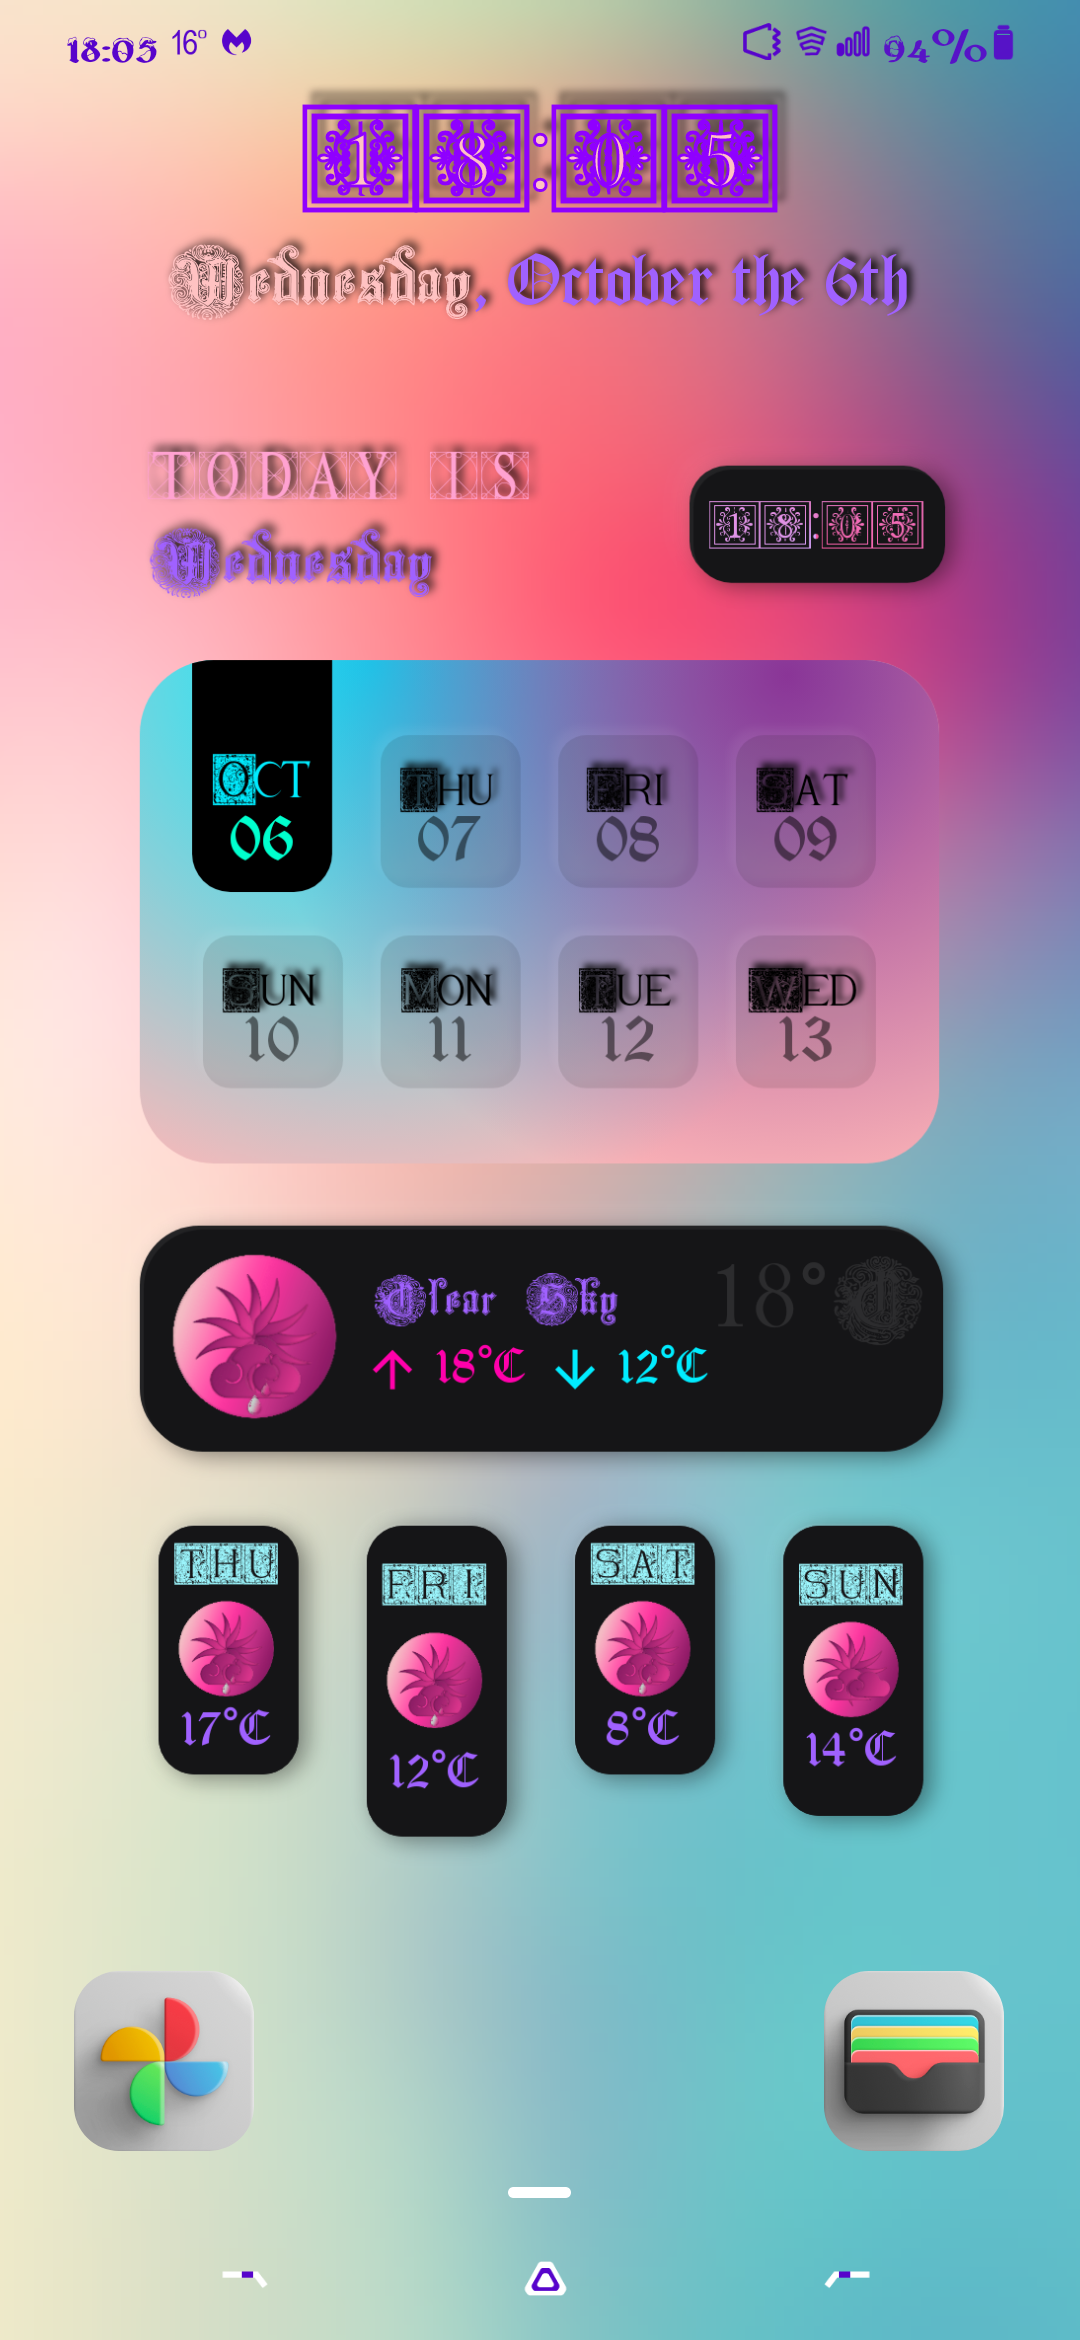 18:05 16° 94%
18:05
Wednesday, October the 6th
TODAY IS
Wednesday
18:05
OCT
06
THU
07
FRI
08
SAT
09
SUN
10
MON
11
TUE
12
WED
13
Clear Sky
18°C
↑ 18°C ↓ 12°C
THU
17°C
FRI
12°C
SAT
8°C
SUN
14°C